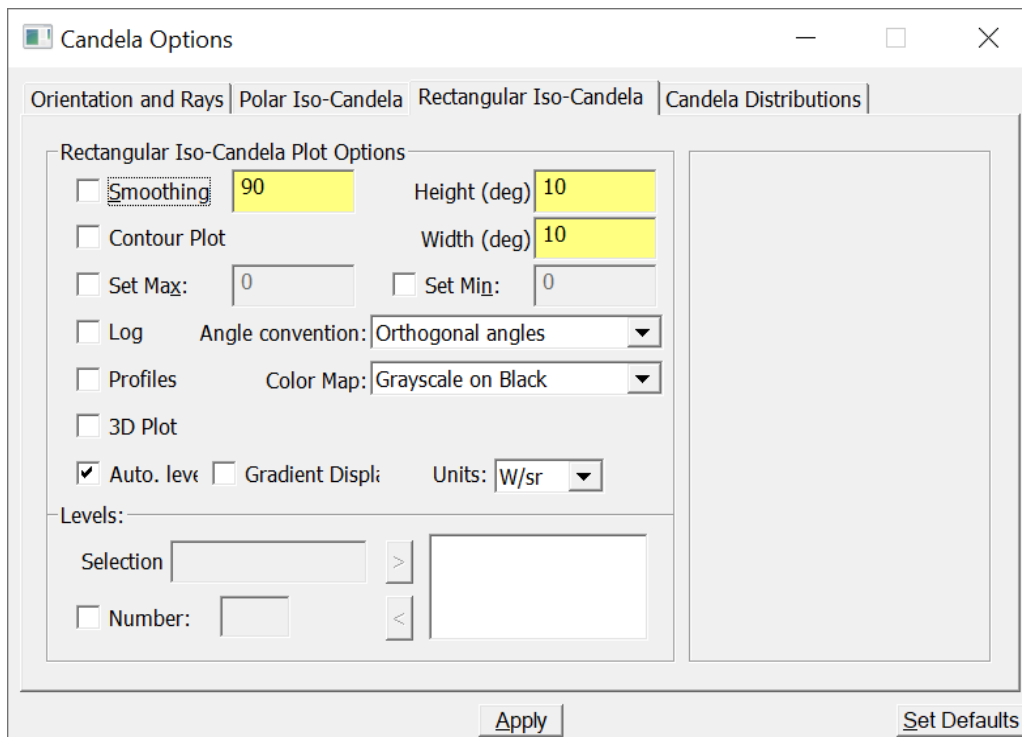 Candela Options
Orientation and Rays Polar Iso-Candela Rectangular Iso-Candela Candela Distributions
Rectangular Iso-Candela Plot Options
Smoothing 90 Height (deg) 10
Contour Plot Width (deg) 10
Set Max: 0 Set Min: 0
Log Angle convention: Orthogonal angles
Profiles Color Map: Grayscale on Black
3D Plot
Auto. leve Gradient Displa Units: W/sr
Levels:
Selection >
Number: <
Apply Set Defaults